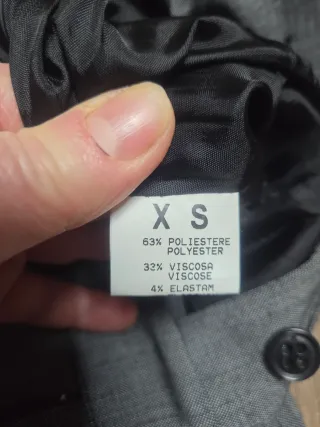 X S
63% POLIESTERE
POLYESTER
32% VISCOSA
VISCOSE
4% ELASTAM